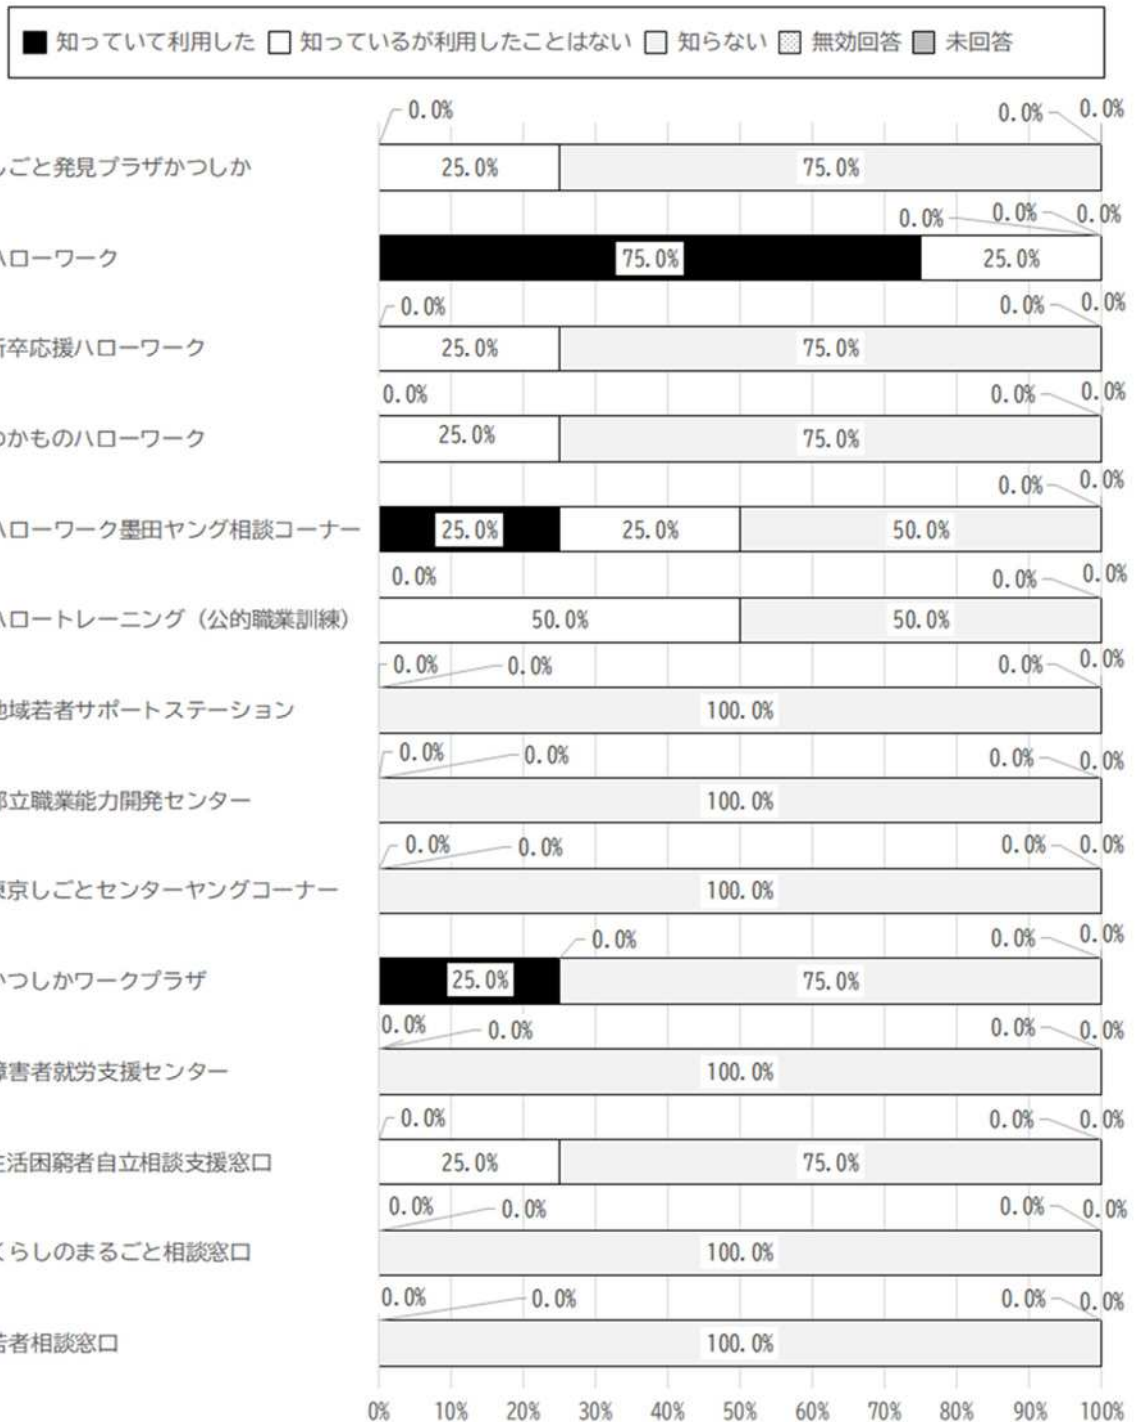 知っていて利用した 知っているが利用したことはない 知らない 無効回答 未回答
0.0% 0.0% 0.0%
しごと発見プラザかつしか 25.0% 75.0%
0.0% 0.0% 0.0%
ハローワーク 75.0% 25.0%
0.0% 0.0% 0.0%
新卒応援ハローワーク 25.0% 75.0%
0.0% 0.0% 0.0%
わかものハローワーク 25.0% 75.0%
0.0% 0.0%
ハローワーク墨田ヤング相談コーナー 25.0% 25.0% 50.0%
0.0% 0.0% 0.0%
ハロートレーニング（公的職業訓練） 50.0% 50.0%
0.0% 0.0% 0.0% 0.0%
地域若者サポートステーション 100.0%
0.0% 0.0% 0.0% 0.0%
都立職業能力開発センター 100.0%
0.0% 0.0% 0.0% 0.0%
東京しごとセンターヤングコーナー 100.0%
0.0% 0.0% 0.0%
かつしかワークプラザ 25.0% 75.0%
0.0% 0.0% 0.0% 0.0%
障害者就労支援センター 100.0%
0.0% 0.0% 0.0%
生活困窮者自立相談支援窓口 25.0% 75.0%
0.0% 0.0% 0.0% 0.0%
くらしのまるごと相談窓口 100.0%
0.0% 0.0% 0.0% 0.0%
若者相談窓口 100.0%
0% 10% 20% 30% 40% 50% 60% 70% 80% 90% 100%